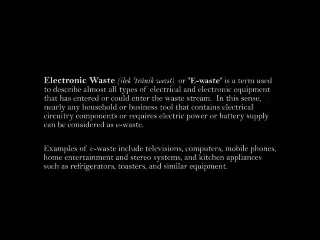 Electronic Waste (ilek 'tränik weist) or "E-waste" is a term used
to describe almost all types of electrical and electronic equipment
that has entered or could enter the waste stream. In this sense,
nearly any household or business tool that contains electrical
circuitry components or requires electric power or battery supply
can be considered as e-waste.
Examples of e-waste include televisions, computers, mobile phones,
home entertainment and stereo systems, and kitchen appliances
such as refrigerators, toasters, and similar equipment.